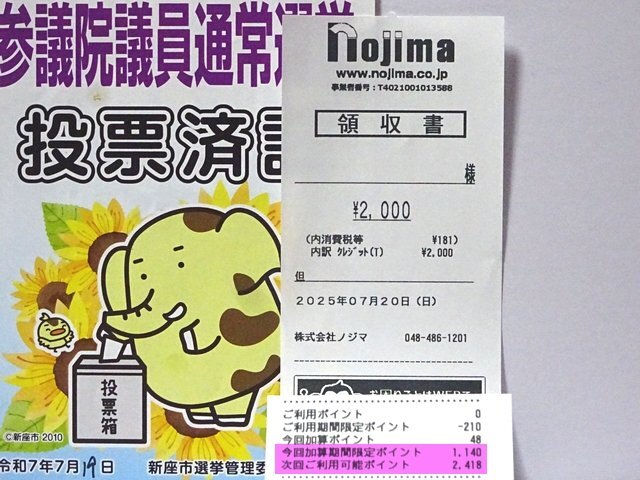 参議院議員通常選挙
投票済証
投票箱
©新座市 2010
令和7年7月19日
新座市選挙管理委
nojima
www.nojima.co.jp
事業者番号：T4021001013588
領収書
様
¥2,000
(内消費税等 ¥181)
内訳 ｸﾚｼﾞｯﾄ(T) ¥2,000
但
2025年07月20日（日）
株式会社ノジマ 048-486-1201
ご利用ポイント 0
ご利用期間限定ポイント -210
今回加算ポイント 48
今回加算期間限定ポイント 1,140
次回ご利用可能ポイント 2,418